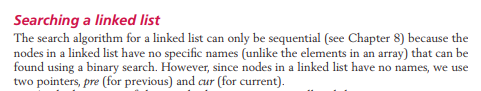 Searching a linked list
The search algorithm for a linked list can only be sequential (see Chapter 8) because the
nodes in a linked list have no specific names (unlike the elements in an array) that can be
found using a binary search. However, since nodes in a linked list have no names, we use
two pointers, pre (for previous) and cur (for current).